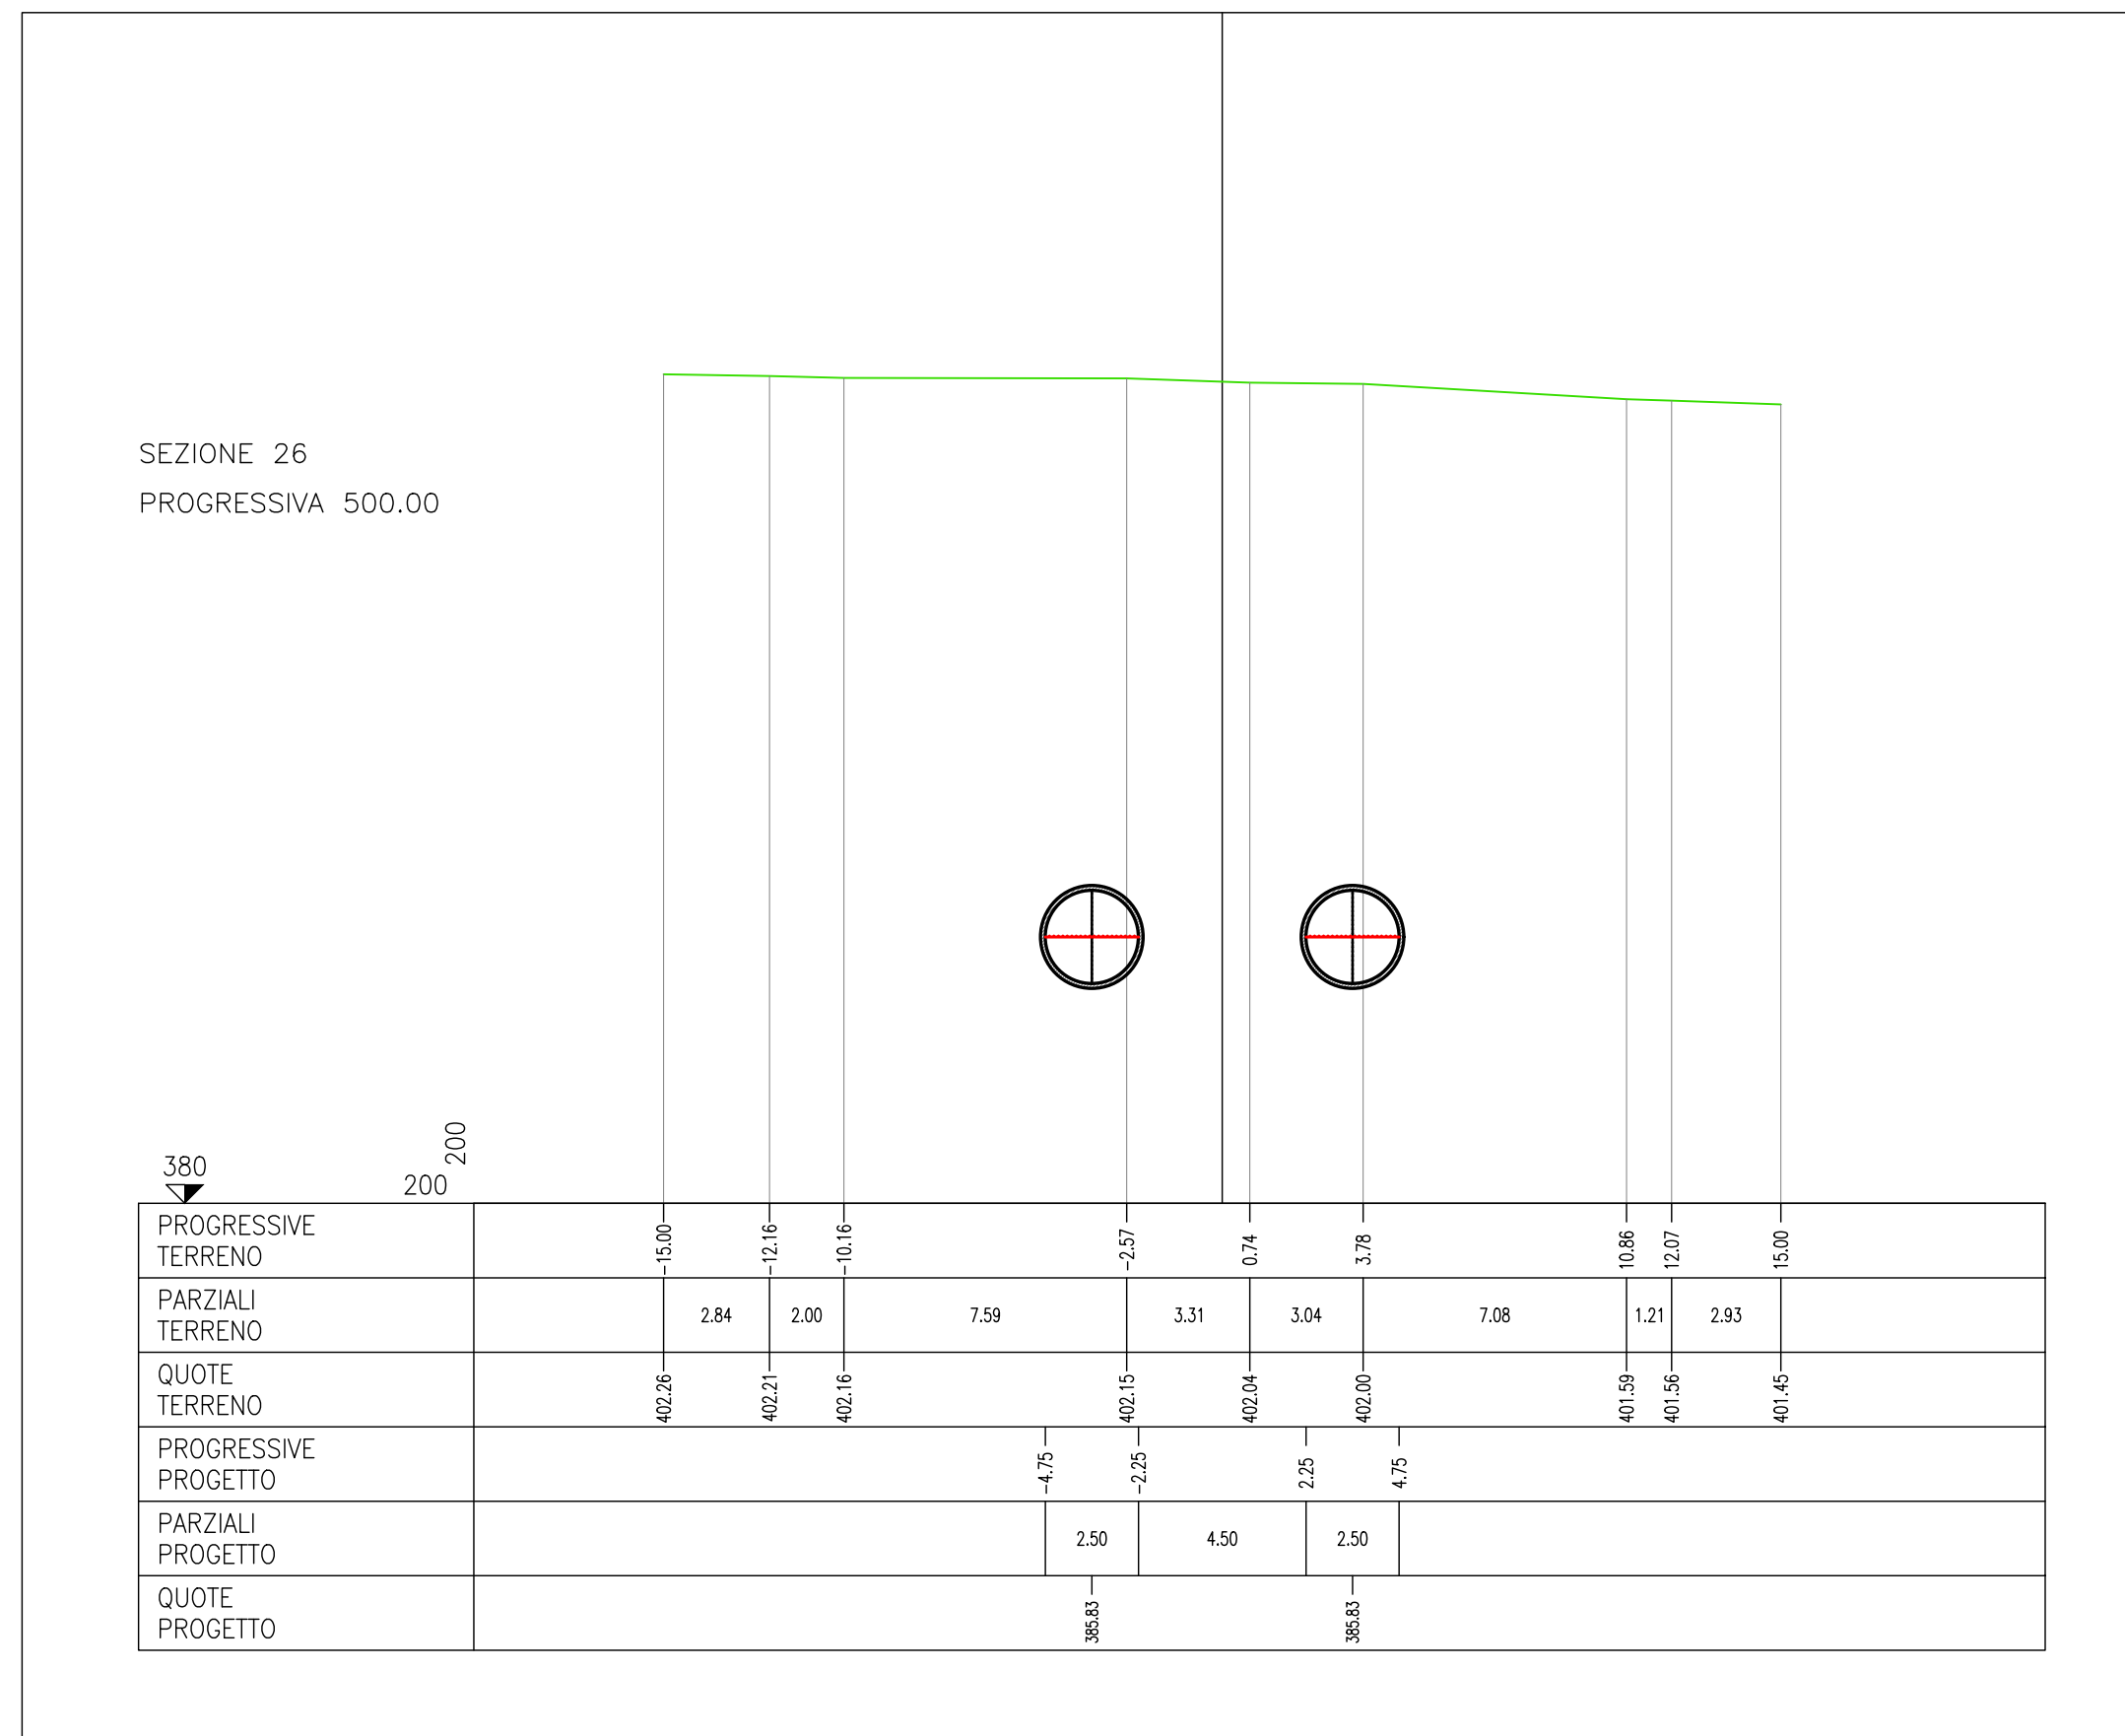 SEZIONE 26
PROGRESSIVA 500.00
200
380
200
PROGRESSIVE
TERRENO
-15.00 -12.16 -10.16 -2.57 0.74 3.78 10.86 12.07 15.00
PARZIALI
TERRENO
2.84 2.00 7.59 3.31 3.04 7.08 1.21 2.93
QUOTE
TERRENO
402.26 402.21 402.16 402.15 402.04 402.00 401.59 401.56 401.45
PROGRESSIVE
PROGETTO
-4.75 -2.25 2.25 4.75
PARZIALI
PROGETTO
2.50 4.50 2.50
QUOTE
PROGETTO
385.83 385.83